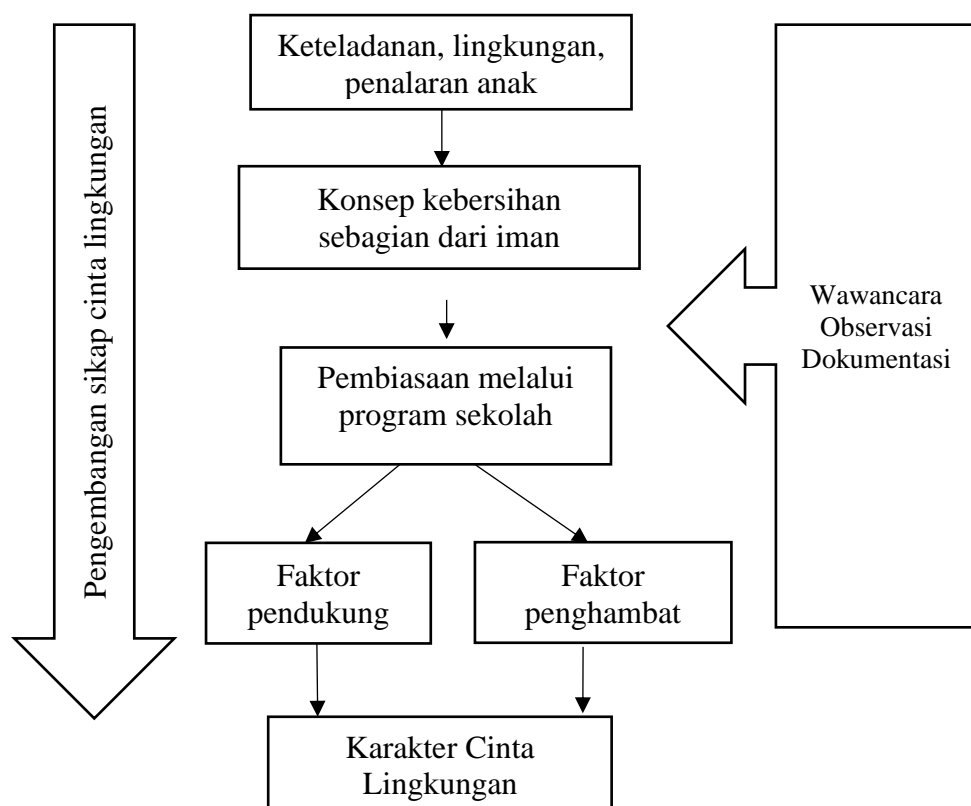 Pengembangan sikap cinta lingkungan
Keteladanan, lingkungan,
penalaran anak
Konsep kebersihan
sebagian dari iman
Pembiasaan melalui
program sekolah
Faktor
pendukung
Faktor
penghambat
Karakter Cinta
Lingkungan
Wawancara
Observasi
Dokumentasi